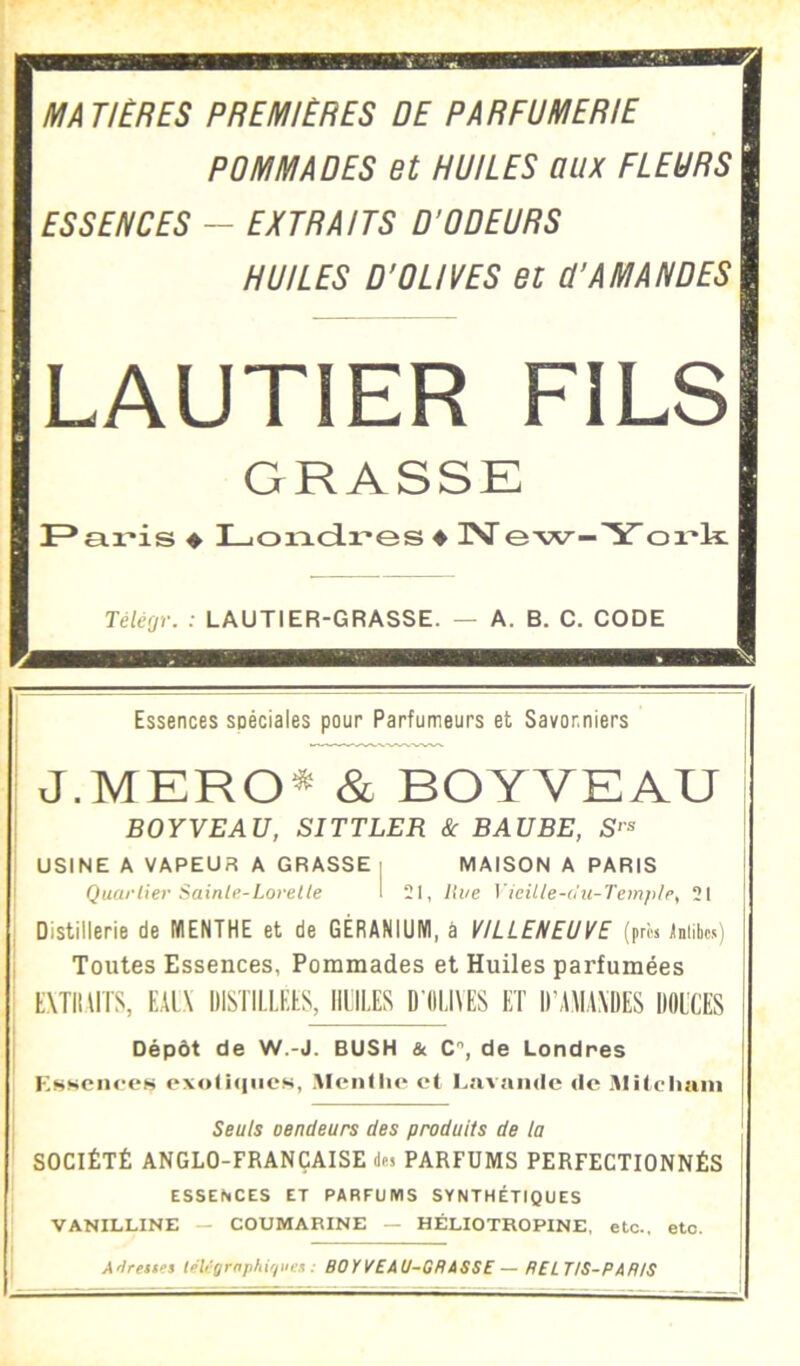 MATIÈRES PREMIÈRES DE PARFUMERIE
POMMADES et HUILES aux FLEURS
ESSENCES — EXTRAITS D'ODEURS
HUILES D'OLIVES et d'AMANDES
LAUTIER FILS
GRASSE
Paris ♦ Londres ♦ New-York
Télégr. : LAUTIER-GRASSE. — A. B. C. CODE
Essences spéciales pour Parfumeurs et Savonniers
J.MERO* & BOYVEAU
BOYVEAU, SITTLER & BAUBE, Srs
USINE A VAPEUR A GRASSE | MAISON A PARIS
Quartier Sainte-Lorette | 21, Rue Vieille-du-Temple, 21
Distillerie de MENTHE et de GÉRANIUM, à VILLENEUVE (près Antibes)
Toutes Essences, Pommades et Huiles parfumées
EXTRAITS, EAUX DISTILLÉES, HUILES D'OLIVES ET D'AMANDES DOUCES
Dépôt de W.-J. BUSH & Cº, de Londres
Essences exotiques, Menthe et Lavande de Mitcham
Seuls vendeurs des produits de la
SOCIÉTÉ ANGLO-FRANÇAISE des PARFUMS PERFECTIONNÉS
ESSENCES ET PARFUMS SYNTHÉTIQUES
VANILLINE — COUMARINE — HÉLIOTROPINE, etc., etc.
Adresses télégraphiques : BOYVEAU-GRASSE — RELTIS-PARIS